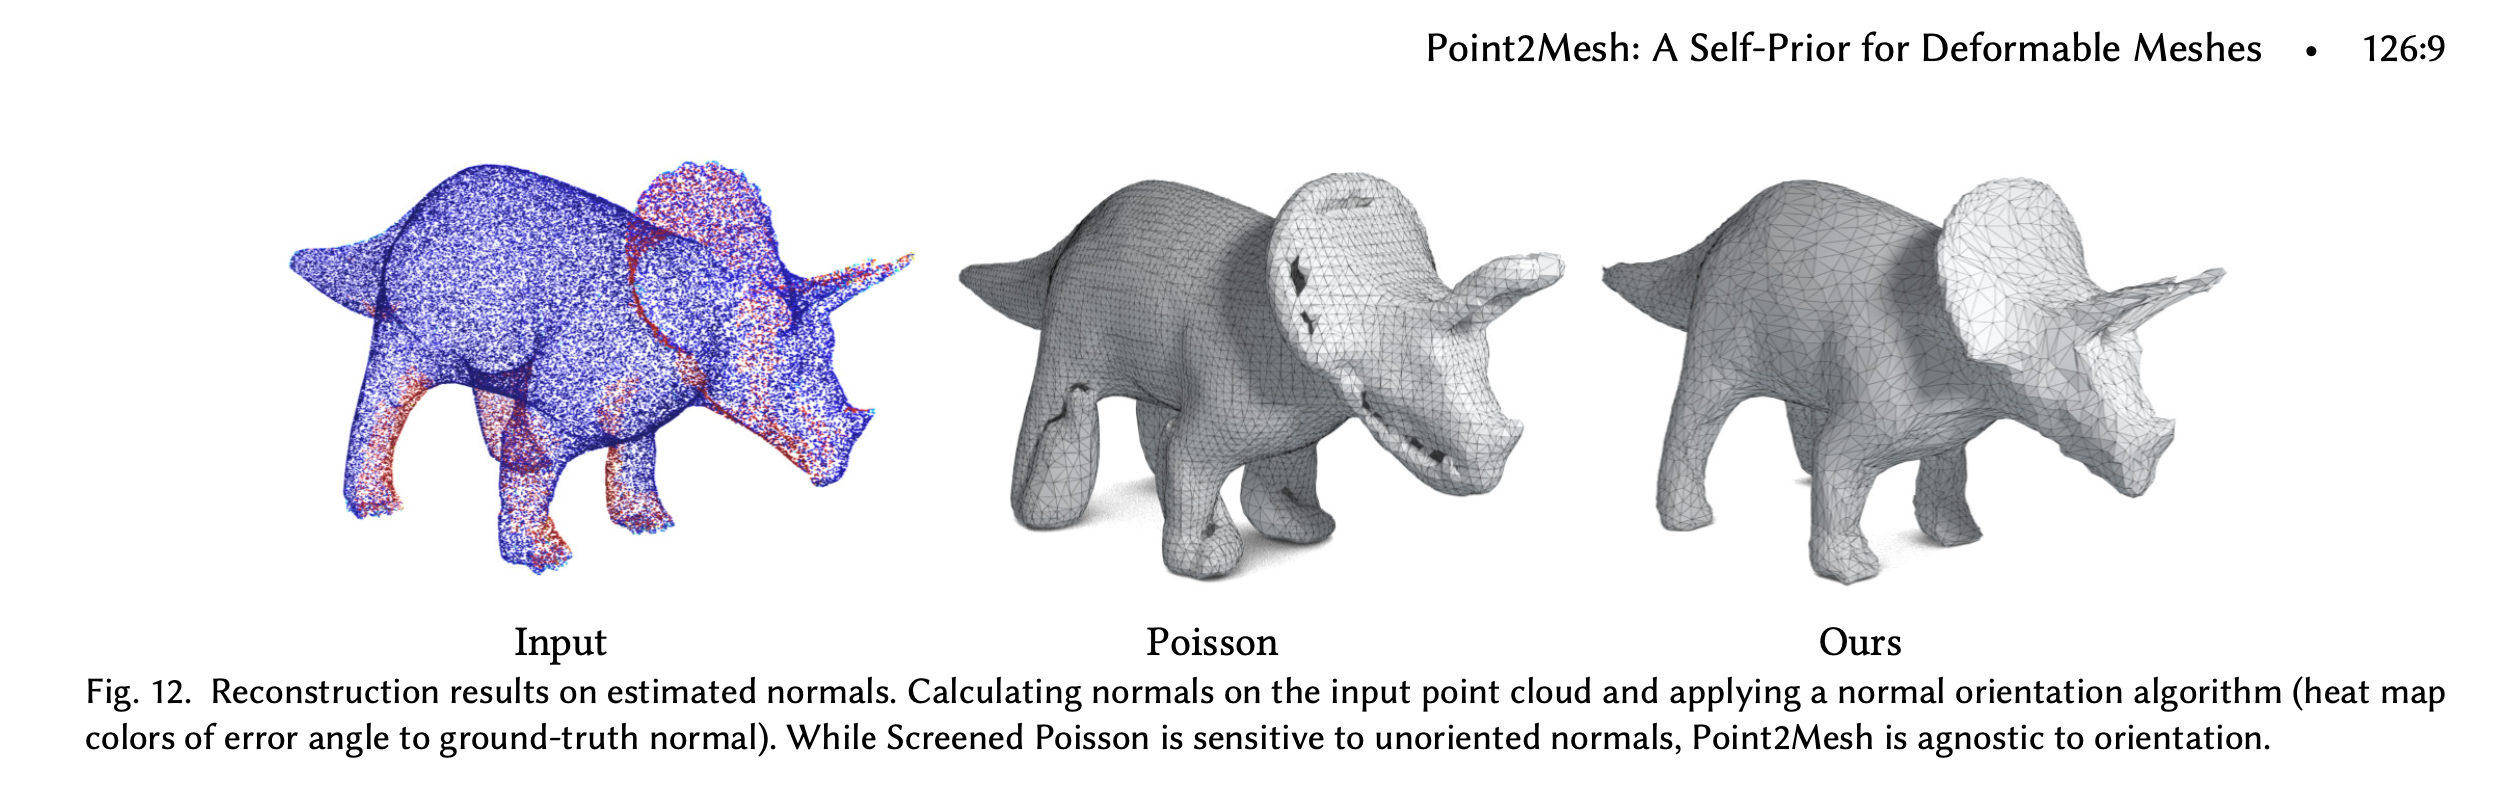 Point2Mesh: A Self-Prior for Deformable Meshes • 126:9
Input Poisson Ours
Fig. 12. Reconstruction results on estimated normals. Calculating normals on the input point cloud and applying a normal orientation algorithm (heat map
colors of error angle to ground-truth normal). While Screened Poisson is sensitive to unoriented normals, Point2Mesh is agnostic to orientation.